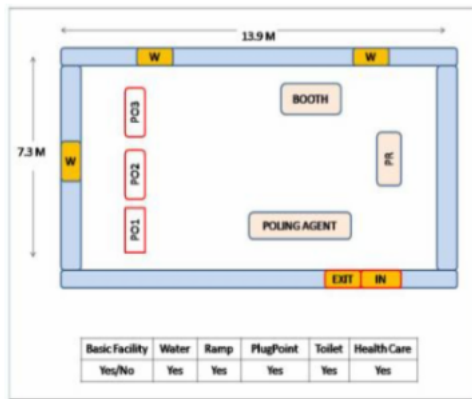 13.9 M
W
W
BOOTH
PO3
7.3 M
W
PR
PO2
PO1
POLING AGENT
EXIT
IN
Basic Facility Water Ramp PlugPoint Toilet Health Care
Yes/No Yes Yes Yes Yes Yes